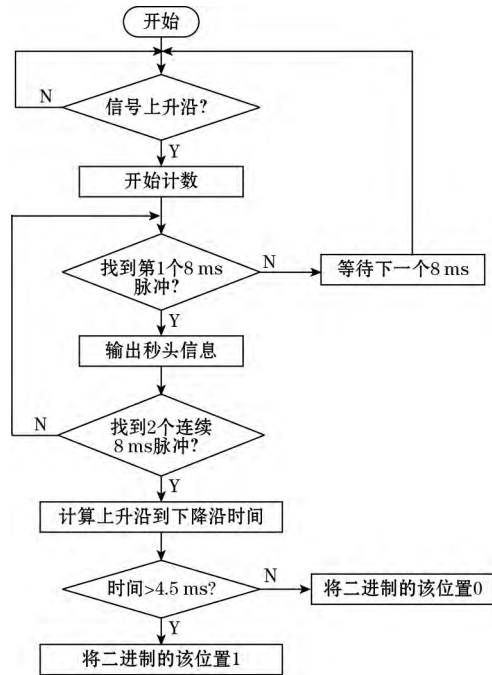 开始
N
信号上升沿?
Y
开始计数
找到第1个8 ms
脉冲?
N
等待下一个8 ms
Y
输出秒头信息
N
找到2个连续
8 ms脉冲?
Y
计算上升沿到下降沿时间
时间>4.5 ms?
N
将二进制的该位置0
Y
将二进制的该位置1